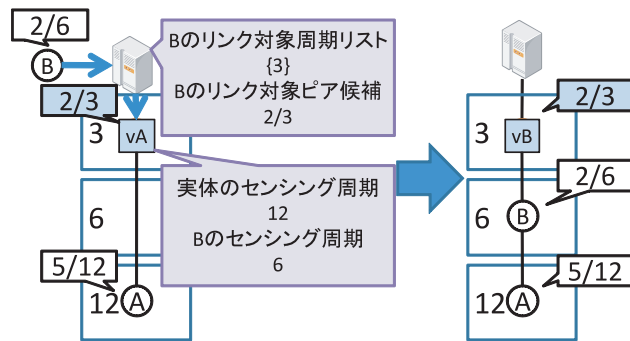 2/6
B
Bのリンク対象周期リスト
{3}
Bのリンク対象ピア候補
2/3
2/3
3
vA
実体のセンシング周期
12
Bのセンシング周期
6
6
5/12
12
A
2/3
3
vB
2/6
6
B
5/12
12
A